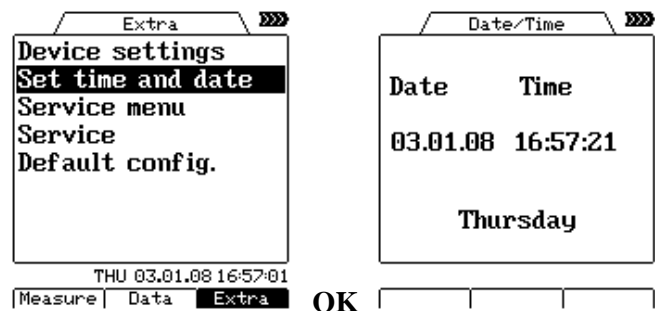 Extra
Device settings
Set time and date
Service menu
Service
Default config.
THU 03.01.08 16:57:01
Measure Data Extra
OK
Date/Time
Date Time
03.01.08 16:57:21
Thursday